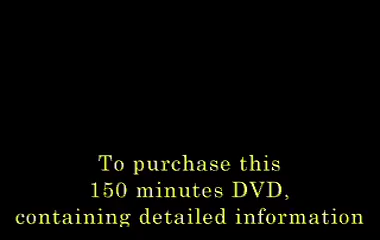 To purchase this
150 minutes DVD,
containing detailed information